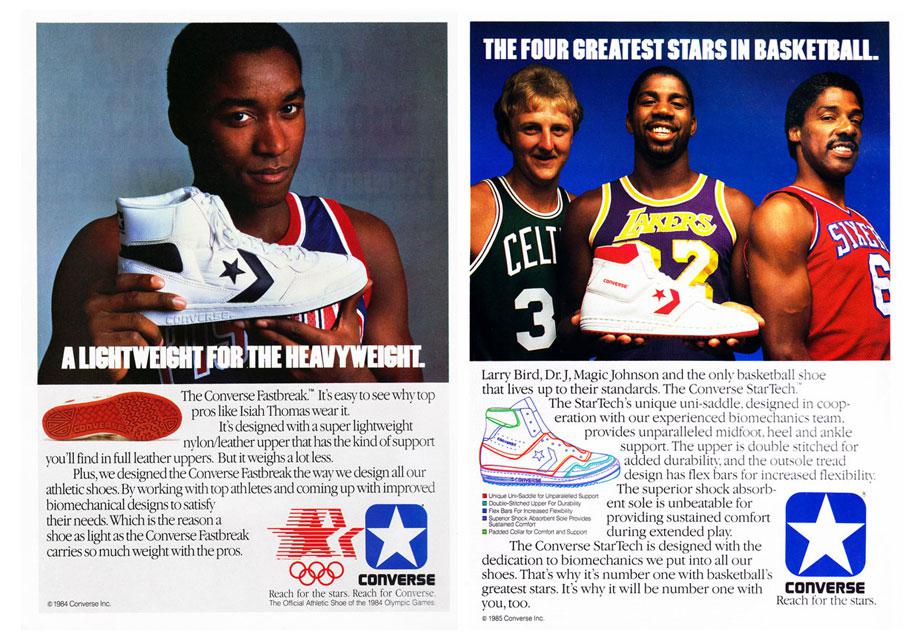 A LIGHTWEIGHT FOR THE HEAVYWEIGHT.
The Converse Fastbreak.™ It's easy to see why top
pros like Isiah Thomas wear it.
It's designed with a super lightweight
nylon/leather upper that has the kind of support
you'll find in full leather uppers. But it weighs a lot less.
Plus, we designed the Converse Fastbreak the way we design all our
athletic shoes. By working with top athletes and coming up with improved
biomechanical designs to satisfy
their needs. Which is the reason a
shoe as light as the Converse Fastbreak
carries so much weight with the pros.
CONVERSE
CONVERSE
CONVERSE
Reach for the stars. Reach for Converse.
The Official Athletic Shoe of the 1984 Olympic Games.
© 1984 Converse Inc.
THE FOUR GREATEST STARS IN BASKETBALL.
CELT
3
LAKERS
2
SIXER
6
CONVERSE
Larry Bird, Dr. J, Magic Johnson and the only basketball shoe
that lives up to their standards. The Converse StarTech.™
The StarTech's unique uni-saddle, designed in coop-
eration with our experienced biomechanics team,
provides unparalleled midfoot, heel and ankle
support. The upper is double stitched for
added durability, and the outsole tread
design has flex bars for increased flexibility.
The superior shock absorb-
ent sole is unbeatable for
providing sustained comfort
during extended play.
The Converse StarTech is designed with the
dedication to biomechanics we put into all our
shoes. That's why it's number one with basketball's
greatest stars. It's why it will be number one with
you, too.
CONVERSE
Unique Uni-Saddle for Unparalleled Support
Double-Stitched Upper For Durability
Flex Bars For Increased Flexibility
Superior Shock Absorbent Sole Provides
Sustained Comfort
Padded Collar for Comfort and Support
CONVERSE
Reach for the stars.
© 1985 Converse Inc.